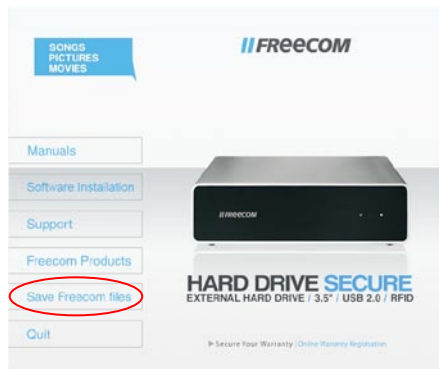 SONGS
PICTURES
MOVIES
FREECOM
Manuals
Software Installation
Support
Freecom Products
Save Freecom files
Quit
FREECOM
HARD DRIVE SECURE
EXTERNAL HARD DRIVE / 3.5" / USB 2.0 / RFID
Secure Your Warranty | Online Warranty Registration